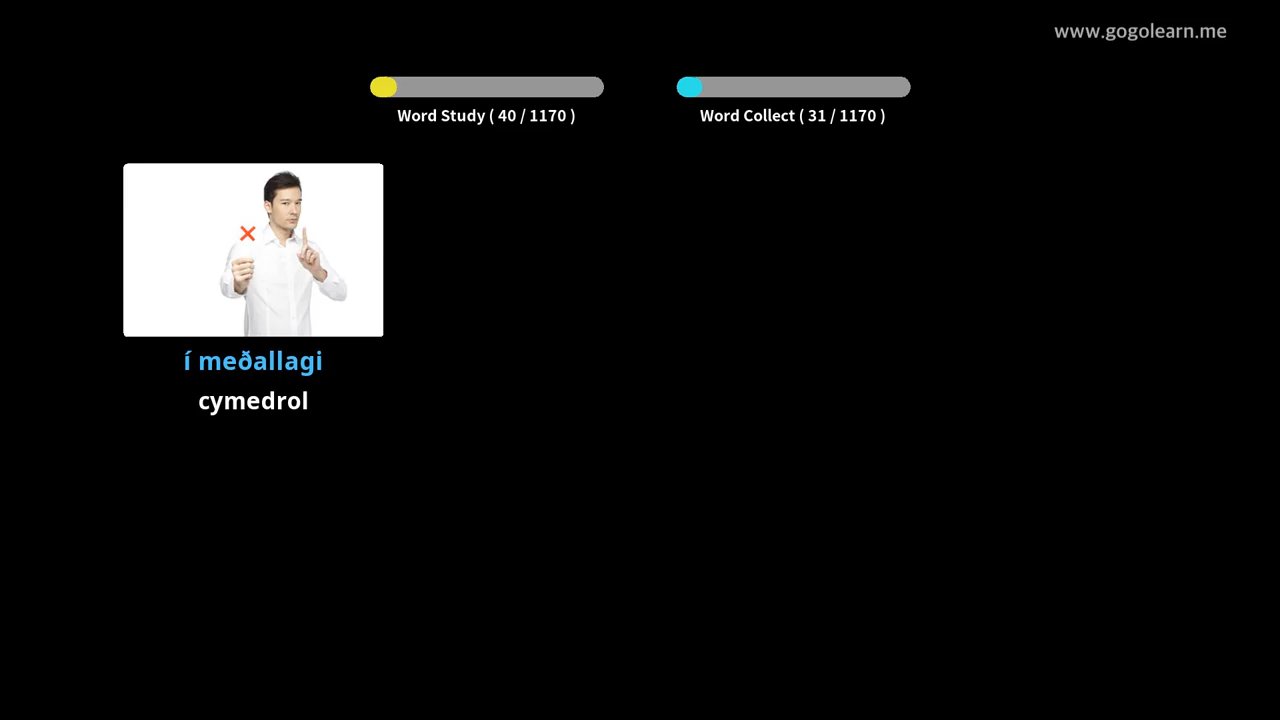 www.gogolearn.me
Word Study ( 40 / 1170 )
Word Collect ( 31 / 1170 )
í meðallagi
cymedrol